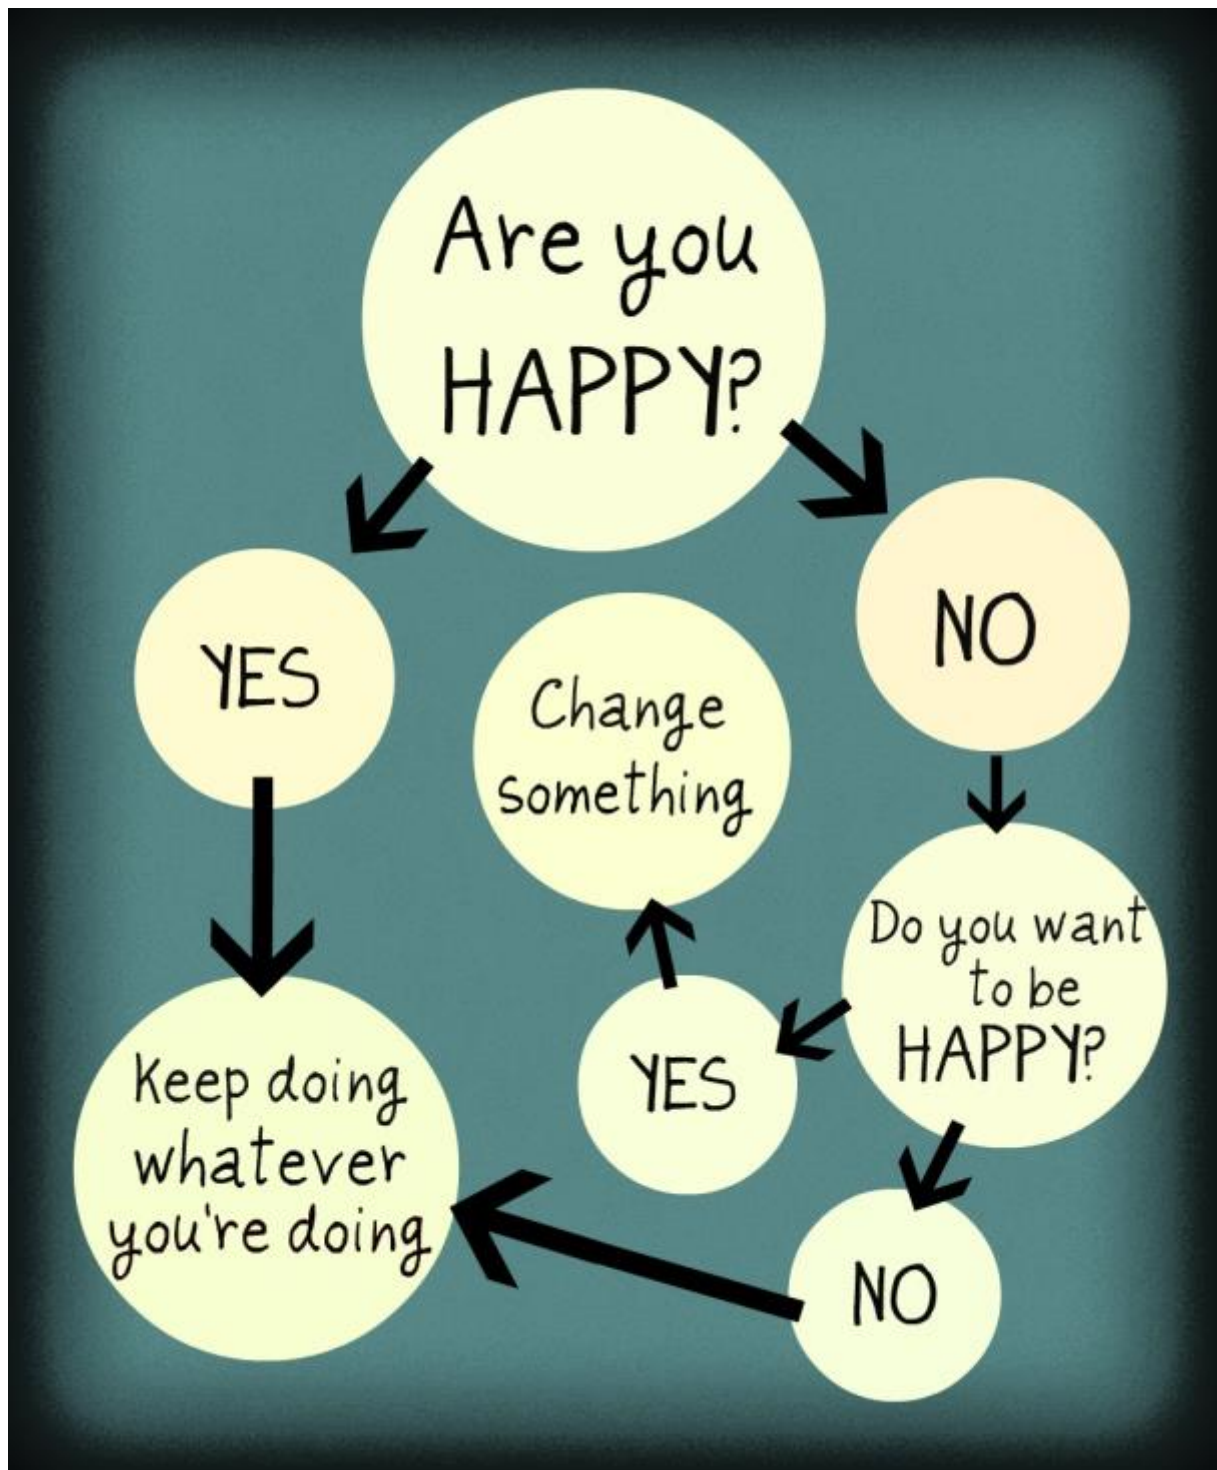 Are you
HAPPY?
YES
NO
Change
something
Do you want
to be
HAPPY?
YES
Keep doing
whatever
you're doing
NO